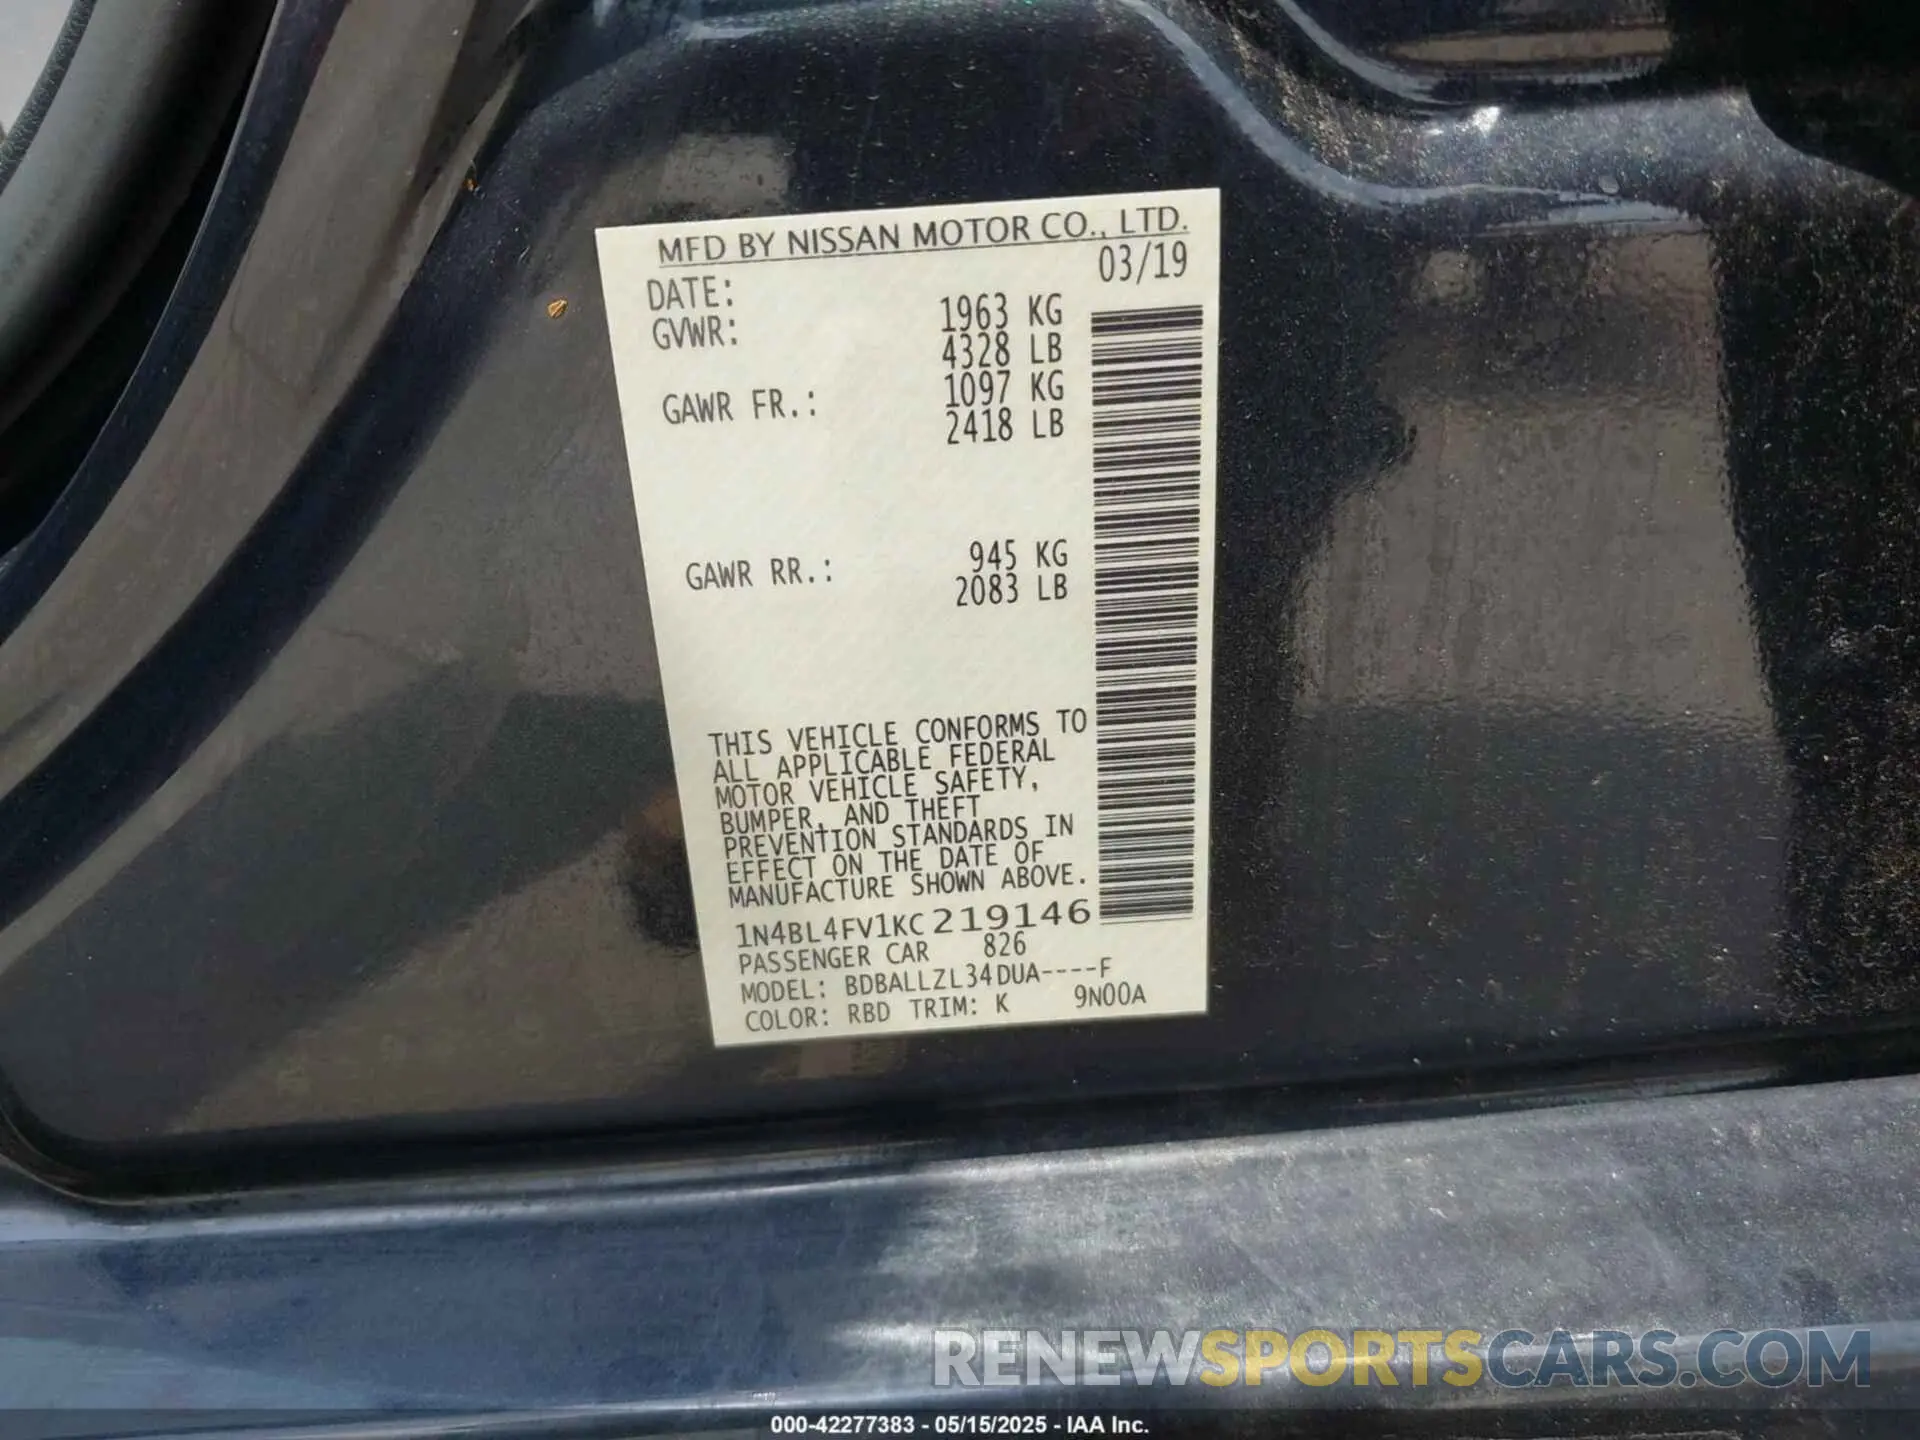 MFD BY NISSAN MOTOR CO., LTD.
DATE: 03/19
GVWR: 1963 KG
4328 LB
GAWR FR.: 1097 KG
2418 LB
GAWR RR.: 945 KG
2083 LB
THIS VEHICLE CONFORMS TO
ALL APPLICABLE FEDERAL
MOTOR VEHICLE SAFETY,
BUMPER, AND THEFT
PREVENTION STANDARDS IN
EFFECT ON THE DATE OF
MANUFACTURE SHOWN ABOVE.
1N4BL4FV1KC219146
PASSENGER CAR 826
MODEL: BDBALLZL34DUA----F
COLOR: RBD TRIM: K 9N00A
RENEWSPORTSCARS.COM
000-42277383 - 05/15/2025 - IAA Inc.